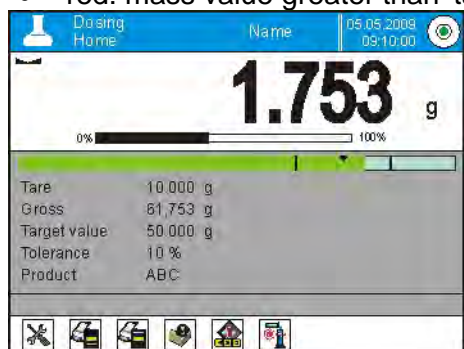 red: mass value greater than
Dosing Name 05.05.2009
Home 09:10:00
1.753 g
0% 100%
Tare 10.000 g
Gross 61,753 g
Target value 50.000 g
Tolerance 10 %
Product ABC